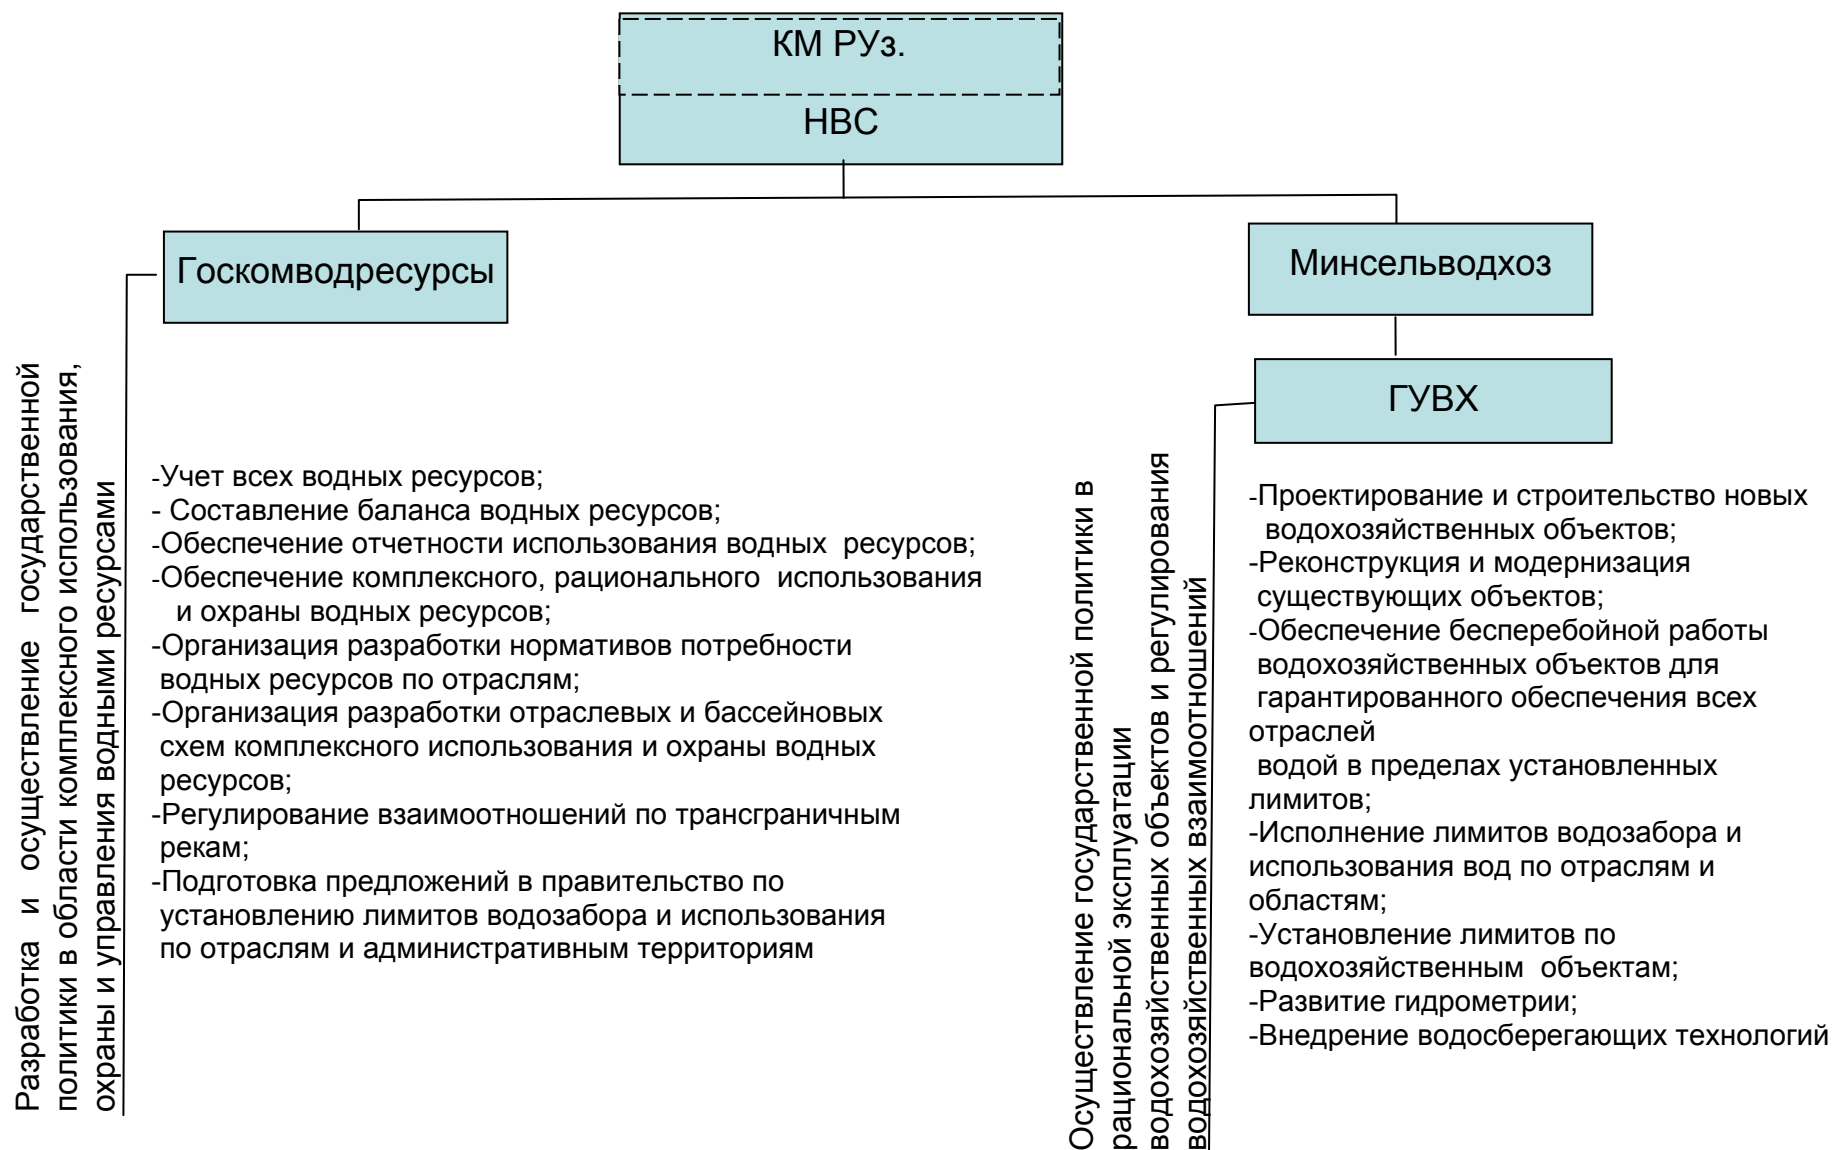 КМ РУз.
НВС
Госкомводресурсы
Минсельводхоз
ГУВХ
Разработка и осуществление государственной
политики в области комплексного использования,
охраны и управления водными ресурсами
-Учет всех водных ресурсов;
- Составление баланса водных ресурсов;
-Обеспечение отчетности использования водных ресурсов;
-Обеспечение комплексного, рационального использования
и охраны водных ресурсов;
-Организация разработки нормативов потребности
водных ресурсов по отраслям;
-Организация разработки отраслевых и бассейновых
схем комплексного использования и охраны водных
ресурсов;
-Регулирование взаимоотношений по трансграничным
рекам;
-Подготовка предложений в правительство по
установлению лимитов водозабора и использования
по отраслям и административным территориям
Осуществление государственной политики в
рациональной эксплуатации
водохозяйственных объектов и регулирования
водохозяйственных взаимоотношений
-Проектирование и строительство новых
водохозяйственных объектов;
-Реконструкция и модернизация
существующих объектов;
-Обеспечение бесперебойной работы
водохозяйственных объектов для
гарантированного обеспечения всех
отраслей
водой в пределах установленных
лимитов;
-Исполнение лимитов водозабора и
использования вод по отраслям и
областям;
-Установление лимитов по
водохозяйственным объектам;
-Развитие гидрометрии;
-Внедрение водосберегающих технологий